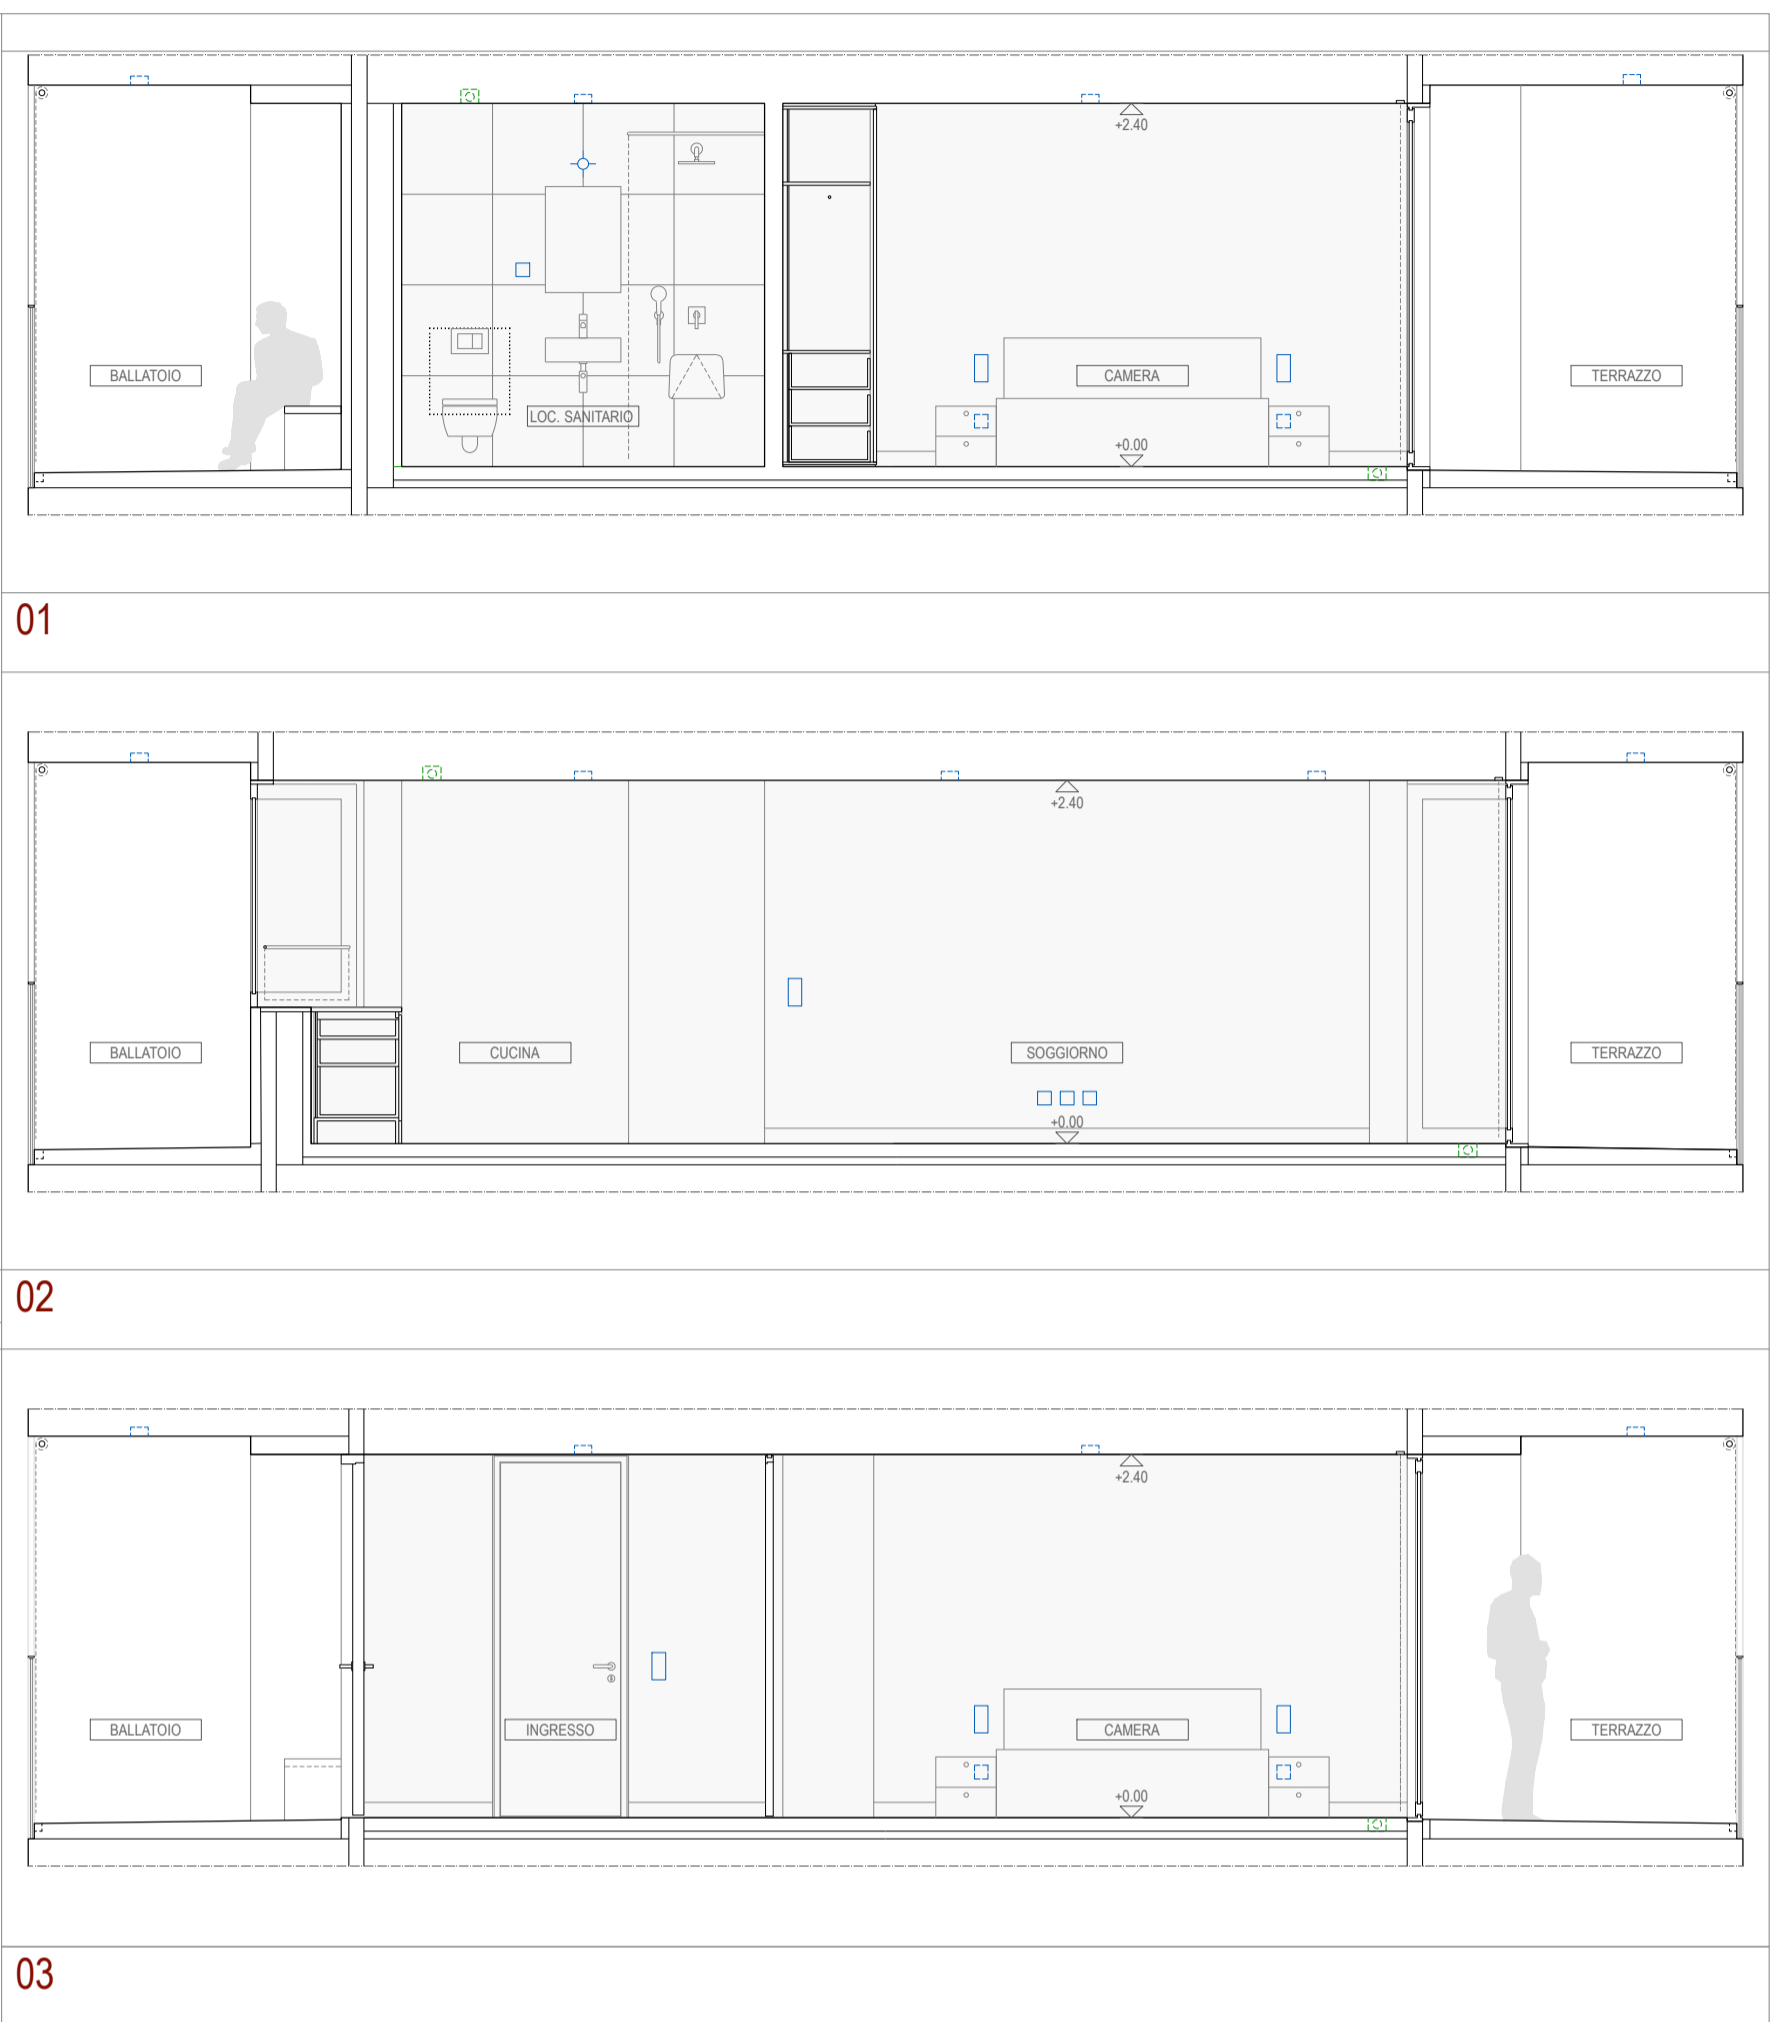 +2.40
BALLATOIO
CAMERA
TERRAZZO
LOC. SANITARIO
+0.00
01
+2.40
BALLATOIO
CUCINA
SOGGIORNO
TERRAZZO
+0.00
02
+2.40
BALLATOIO
INGRESSO
CAMERA
TERRAZZO
+0.00
03